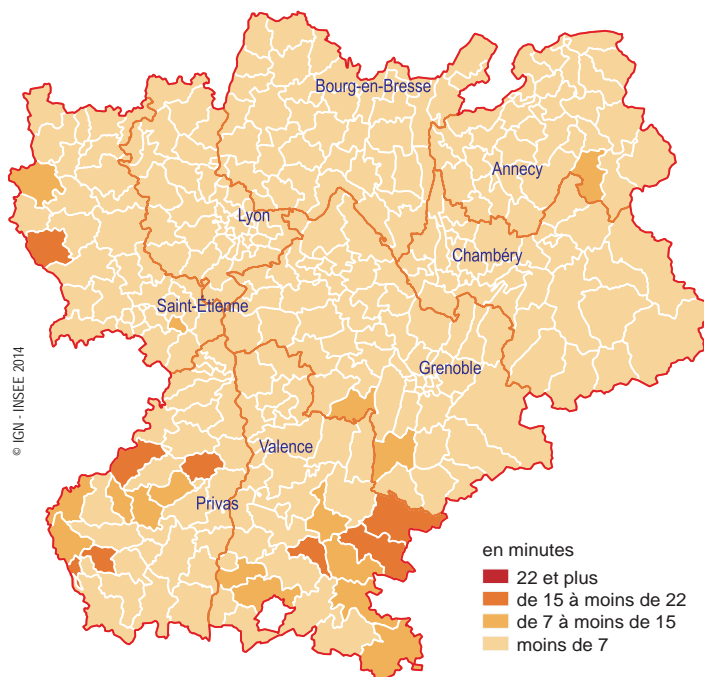 Bourg-en-Bresse
Annecy
Lyon
Chambéry
Saint-Étienne
Grenoble
© IGN - INSEE 2014
Valence
Privas
en minutes
22 et plus
de 15 à moins de 22
de 7 à moins de 15
moins de 7